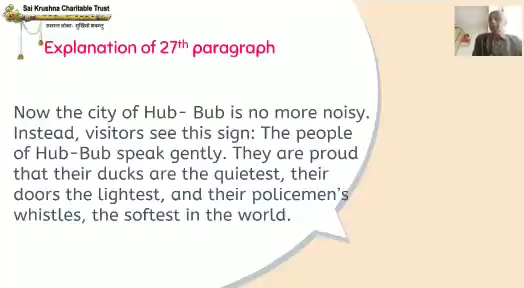 Sai Krushna Charitable Trust
Explanation of 27th paragraph
Now the city of Hub- Bub is no more noisy.
Instead, visitors see this sign: The people
of Hub-Bub speak gently. They are proud
that their ducks are the quietest, their
doors the lightest, and their policemen's
whistles, the softest in the world.